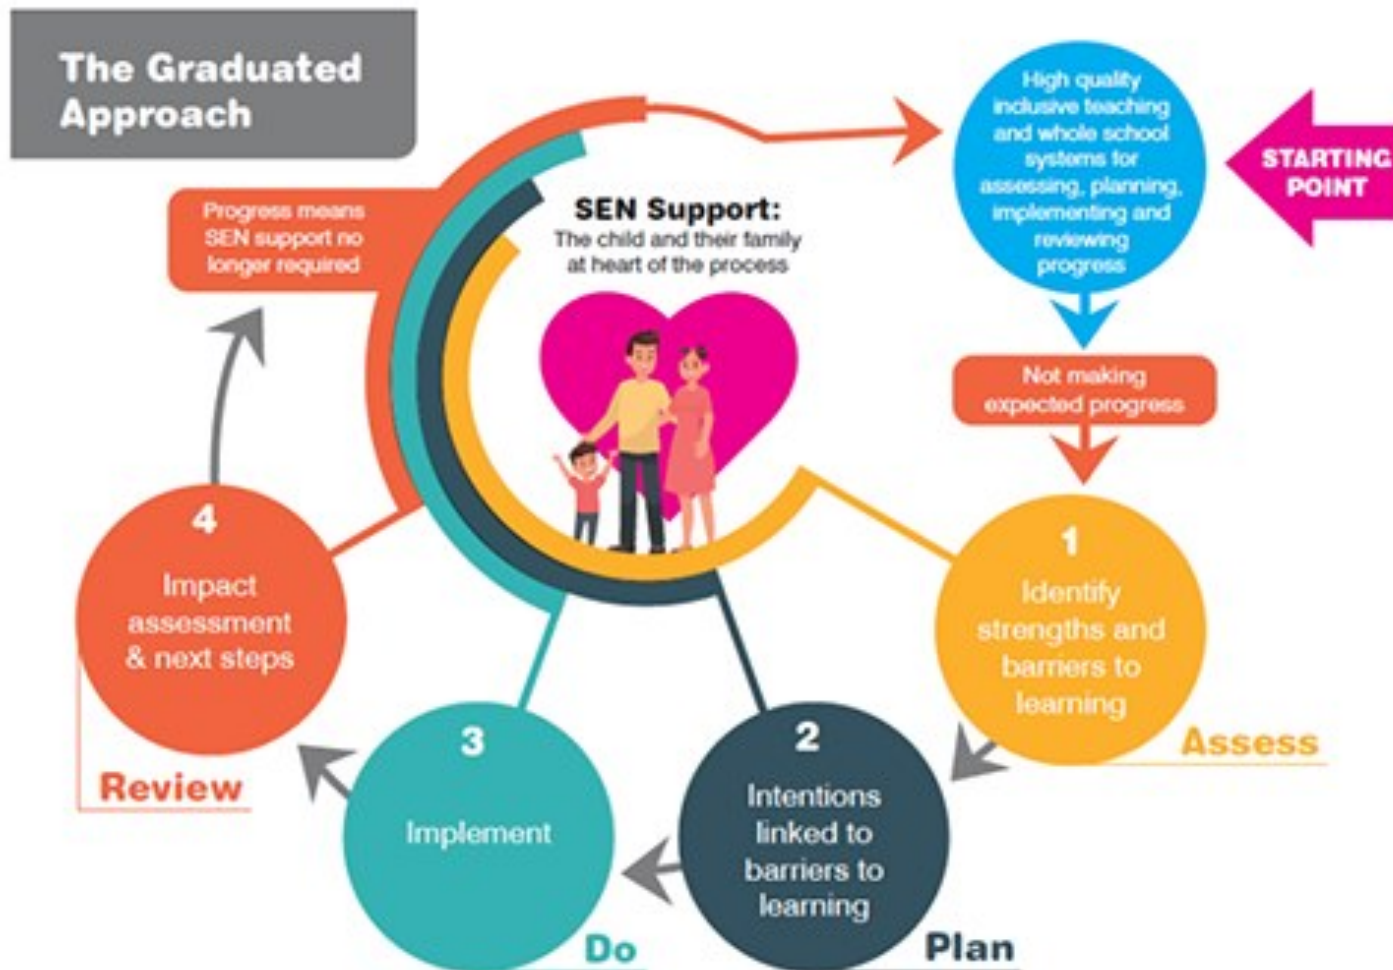 The Graduated
Approach
High quality
inclusive teaching
and whole school
systems for
assessing, planning,
implementing and
reviewing
progress
STARTING
POINT
Progress means
SEN support no
longer required
SEN Support:
The child and their family
at heart of the process
Not making
expected progress
1
Identify
strengths and
barriers to
learning
Assess
2
Intentions
linked to
barriers to
learning
Plan
3
Implement
Do
4
Impact
assessment
& next steps
Review